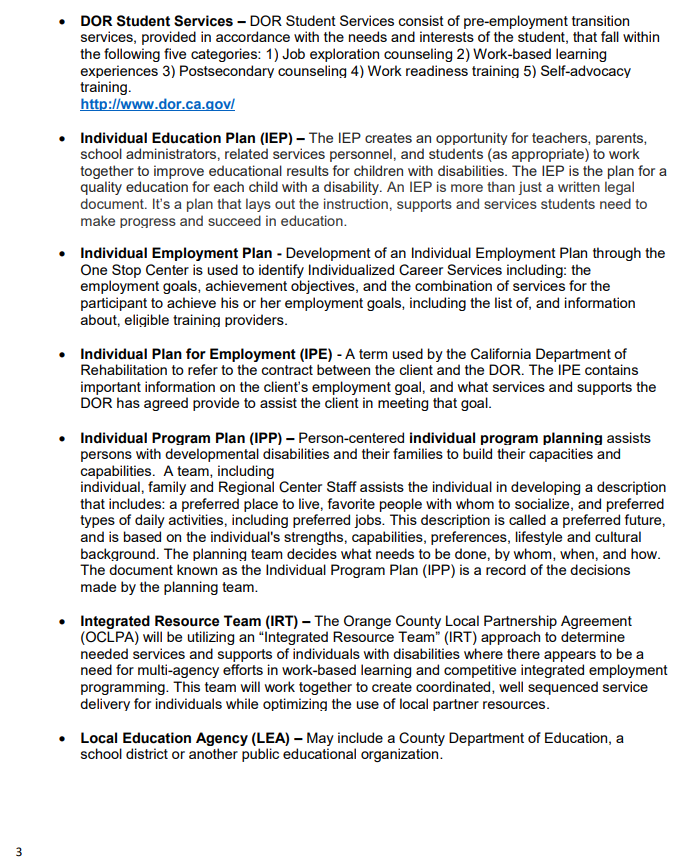 • DOR Student Services – DOR Student Services consist of pre-employment transition
services, provided in accordance with the needs and interests of the student, that fall within
the following five categories: 1) Job exploration counseling 2) Work-based learning
experiences 3) Postsecondary counseling 4) Work readiness training 5) Self-advocacy
training.
http://www.dor.ca.gov/
• Individual Education Plan (IEP) – The IEP creates an opportunity for teachers, parents,
school administrators, related services personnel, and students (as appropriate) to work
together to improve educational results for children with disabilities. The IEP is the plan for a
quality education for each child with a disability. An IEP is more than just a written legal
document. It's a plan that lays out the instruction, supports and services students need to
make progress and succeed in education.
• Individual Employment Plan - Development of an Individual Employment Plan through the
One Stop Center is used to identify Individualized Career Services including: the
employment goals, achievement objectives, and the combination of services for the
participant to achieve his or her employment goals, including the list of, and information
about, eligible training providers.
• Individual Plan for Employment (IPE) - A term used by the California Department of
Rehabilitation to refer to the contract between the client and the DOR. The IPE contains
important information on the client's employment goal, and what services and supports the
DOR has agreed provide to assist the client in meeting that goal.
• Individual Program Plan (IPP) – Person-centered individual program planning assists
persons with developmental disabilities and their families to build their capacities and
capabilities. A team, including
individual, family and Regional Center Staff assists the individual in developing a description
that includes: a preferred place to live, favorite people with whom to socialize, and preferred
types of daily activities, including preferred jobs. This description is called a preferred future,
and is based on the individual's strengths, capabilities, preferences, lifestyle and cultural
background. The planning team decides what needs to be done, by whom, when, and how.
The document known as the Individual Program Plan (IPP) is a record of the decisions
made by the planning team.
• Integrated Resource Team (IRT) – The Orange County Local Partnership Agreement
(OCLPA) will be utilizing an “Integrated Resource Team” (IRT) approach to determine
needed services and supports of individuals with disabilities where there appears to be a
need for multi-agency efforts in work-based learning and competitive integrated employment
programming. This team will work together to create coordinated, well sequenced service
delivery for individuals while optimizing the use of local partner resources.
• Local Education Agency (LEA) – May include a County Department of Education, a
school district or another public educational organization.
3